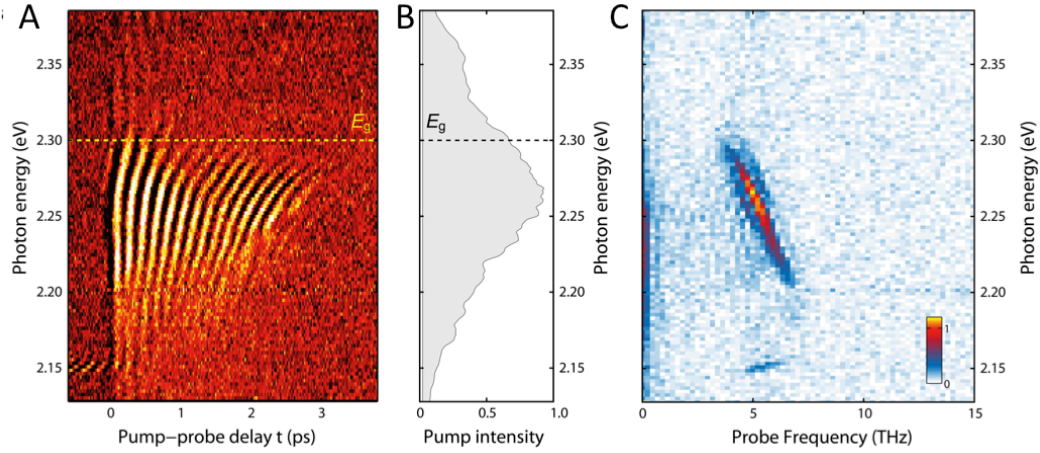 A
B
C
Photon energy (eV)
2.35
2.30
2.25
2.20
2.15
E_g
0
1
2
3
Pump–probe delay t (ps)
2.35
2.30
2.25
2.20
2.15
E_g
0
0.5
1.0
Pump intensity
Photon energy (eV)
2.35
2.30
2.25
2.20
2.15
Photon energy (eV)
1
0
0
5
10
15
Probe Frequency (THz)